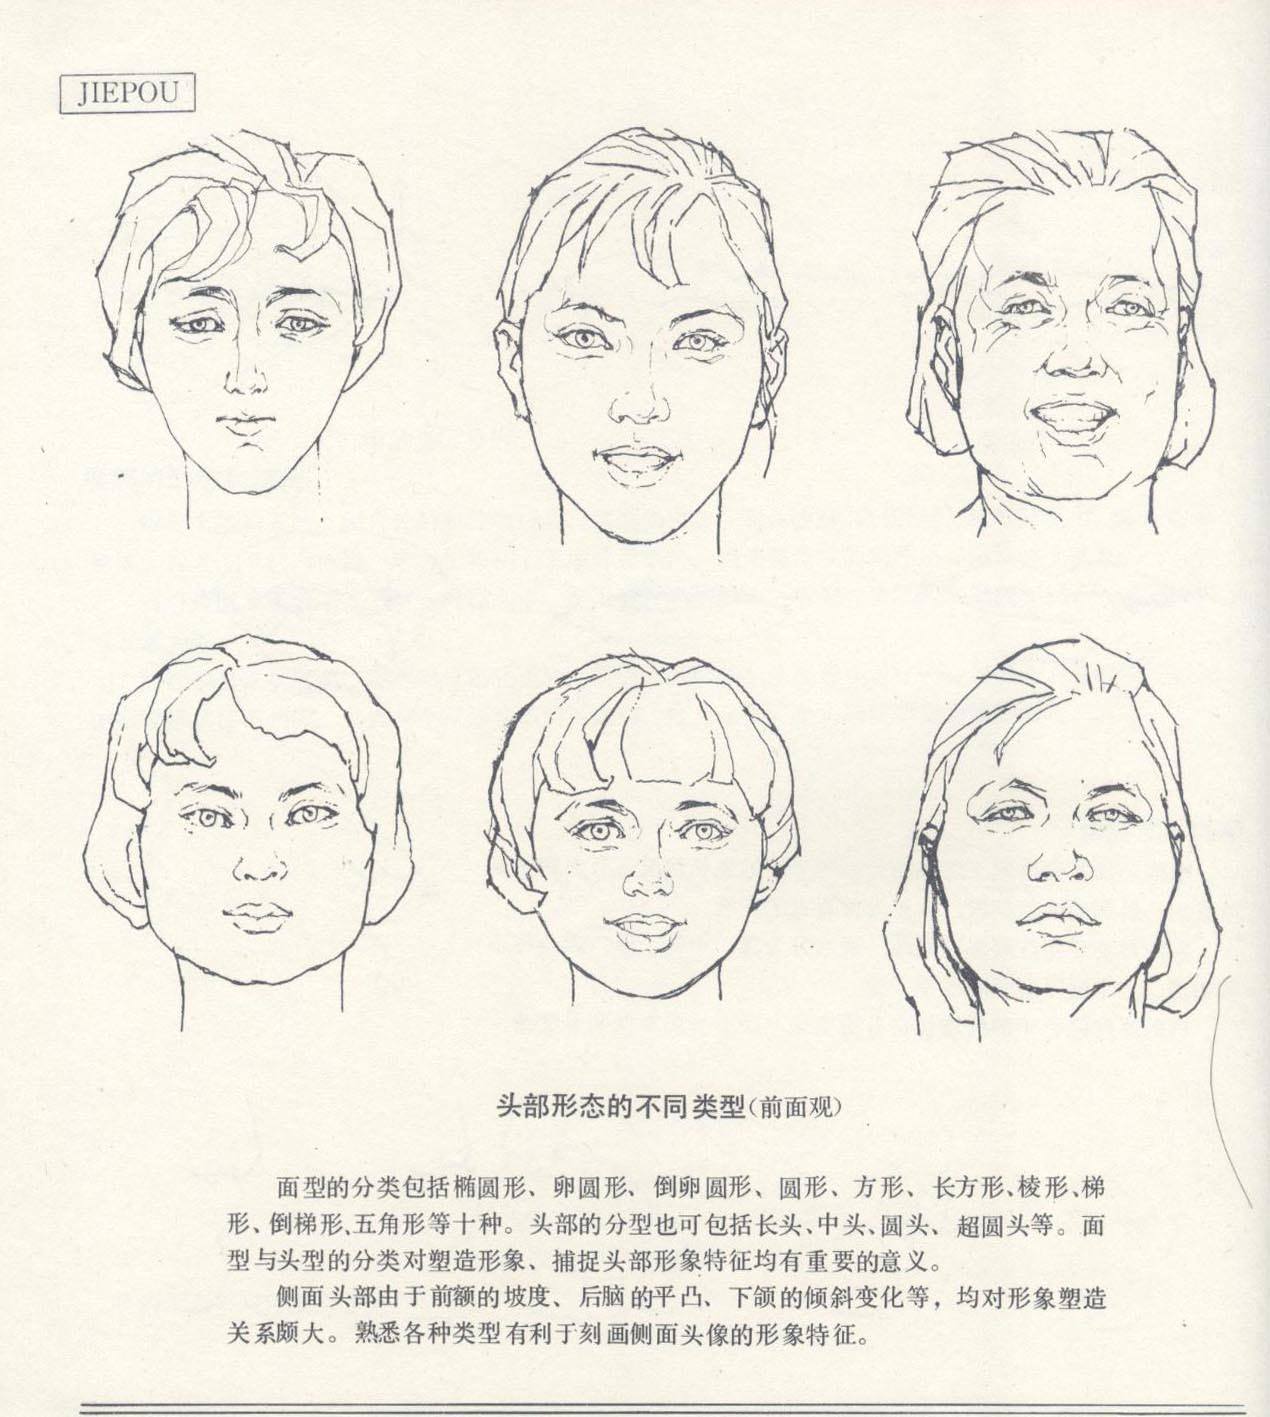 JIEPOU
头部形态的不同类型(前面观)
面型的分类包括椭圆形、卵圆形、倒卵圆形、圆形、方形、长方形、棱形、梯
形、倒梯形、五角形等十种。头部的分型也可包括长头、中头、圆头、超圆头等。面
型与头型的分类对塑造形象、捕捉头部形象特征均有重要的意义。
侧面头部由于前额的坡度、后脑的平凸、下颌的倾斜变化等，均对形象塑造
关系颇大。熟悉各种类型有利于刻画侧面头像的形象特征。